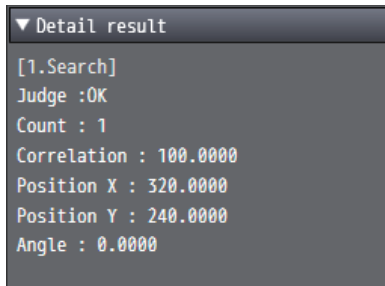 ▼ Detail result
[1.Search]
Judge :OK
Count : 1
Correlation : 100.0000
Position X : 320.0000
Position Y : 240.0000
Angle : 0.0000